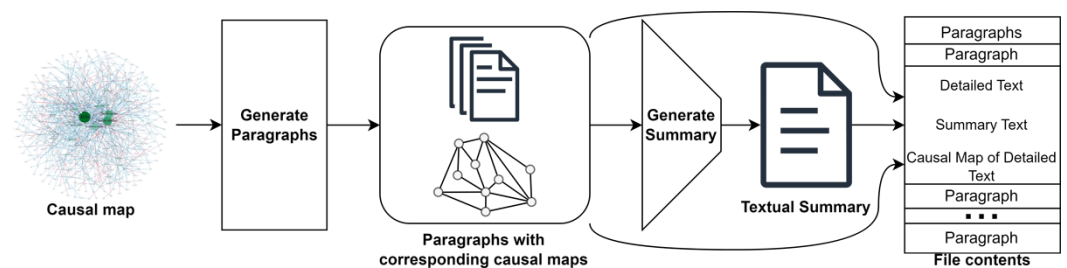 Causal map
Generate
Paragraphs
Paragraphs with
corresponding causal maps
Generate
Summary
Textual Summary
Paragraphs
Paragraph
Detailed Text
Summary Text
Causal Map of Detailed
Text
Paragraph
...
Paragraph
File contents